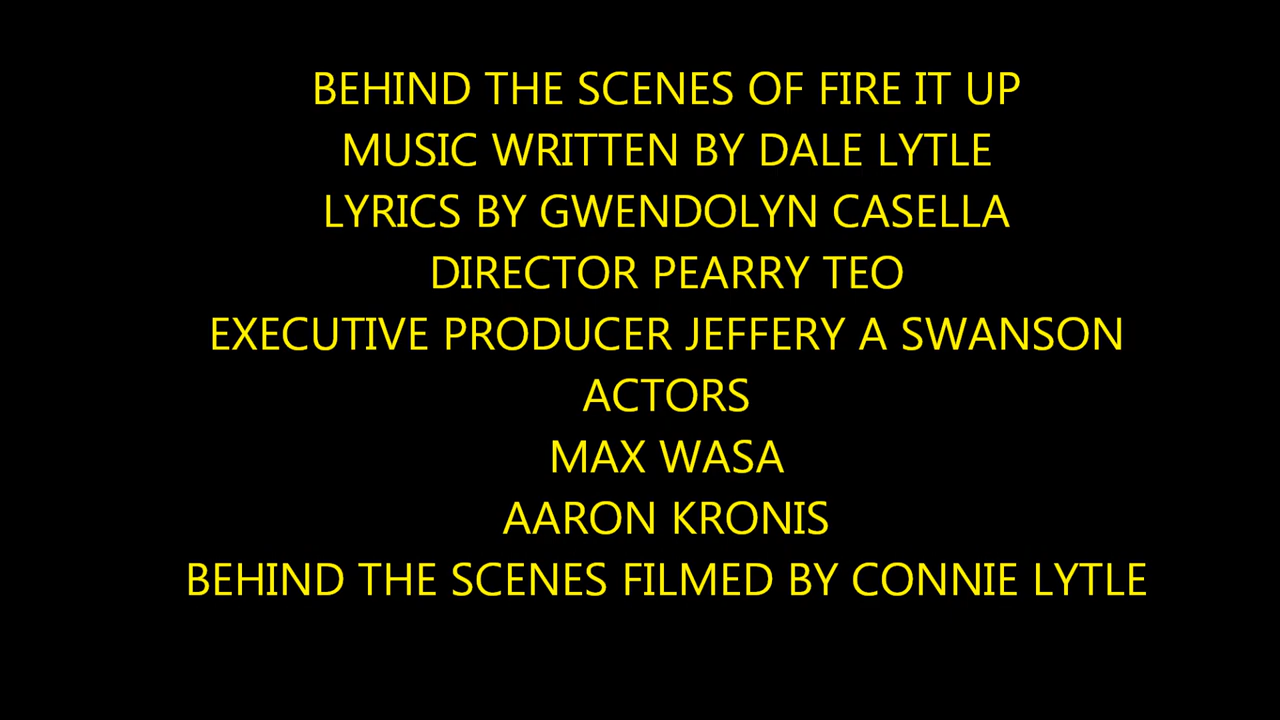 BEHIND THE SCENES OF FIRE IT UP
MUSIC WRITTEN BY DALE LYTLE
LYRICS BY GWENDOLYN CASELLA
DIRECTOR PEARRY TEO
EXECUTIVE PRODUCER JEFFERY A SWANSON
ACTORS
MAX WASA
AARON KRONIS
BEHIND THE SCENES FILMED BY CONNIE LYTLE